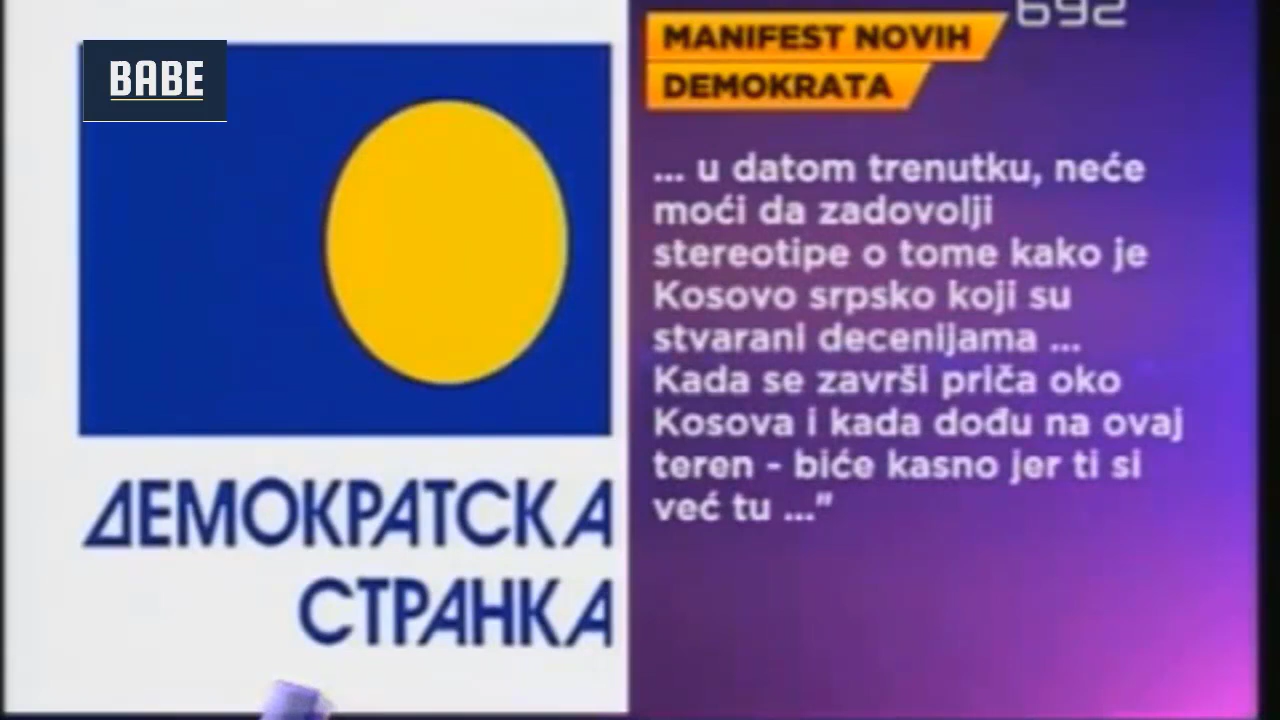 BABE
ДЕМОКРАТСКА
СТРАНКА
MANIFEST NOVIH
DEMOKRATA
... u datom trenutku, neće
moći da zadovolji
stereotipe o tome kako je
Kosovo srpsko koji su
stvarani decenijama ...
Kada se završi priča oko
Kosova i kada dođu na ovaj
teren - biće kasno jer ti si
već tu ..."